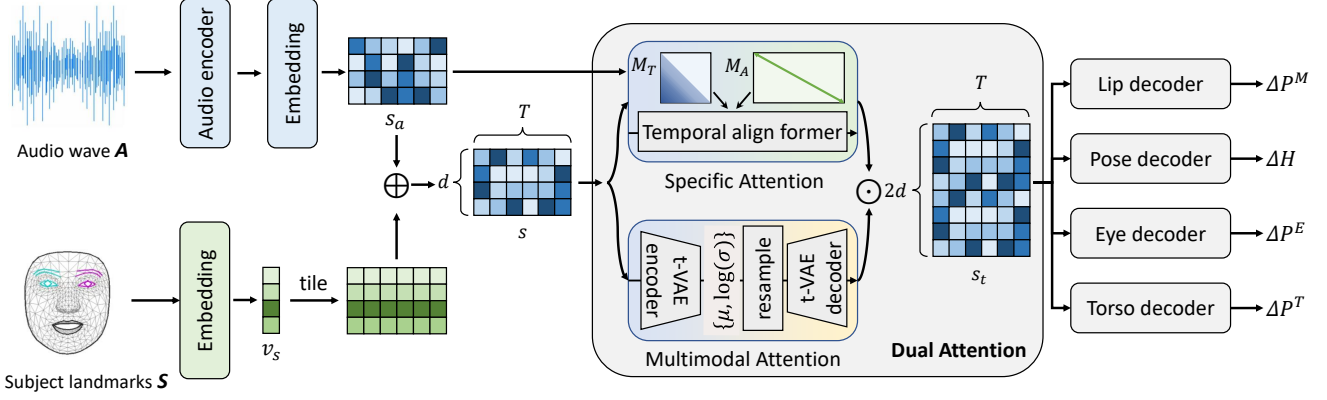 Audio wave A
Audio encoder
Embedding
s_a
Subject landmarks S
Embedding
v_s
tile
T
d
s
M_T
M_A
Temporal align former
Specific Attention
t-VAE
encoder
{μ, log(σ)}
resample
t-VAE
decoder
Multimodal Attention
Dual Attention
2d
T
s_t
Lip decoder
ΔP^M
Pose decoder
ΔH
Eye decoder
ΔP^E
Torso decoder
ΔP^T